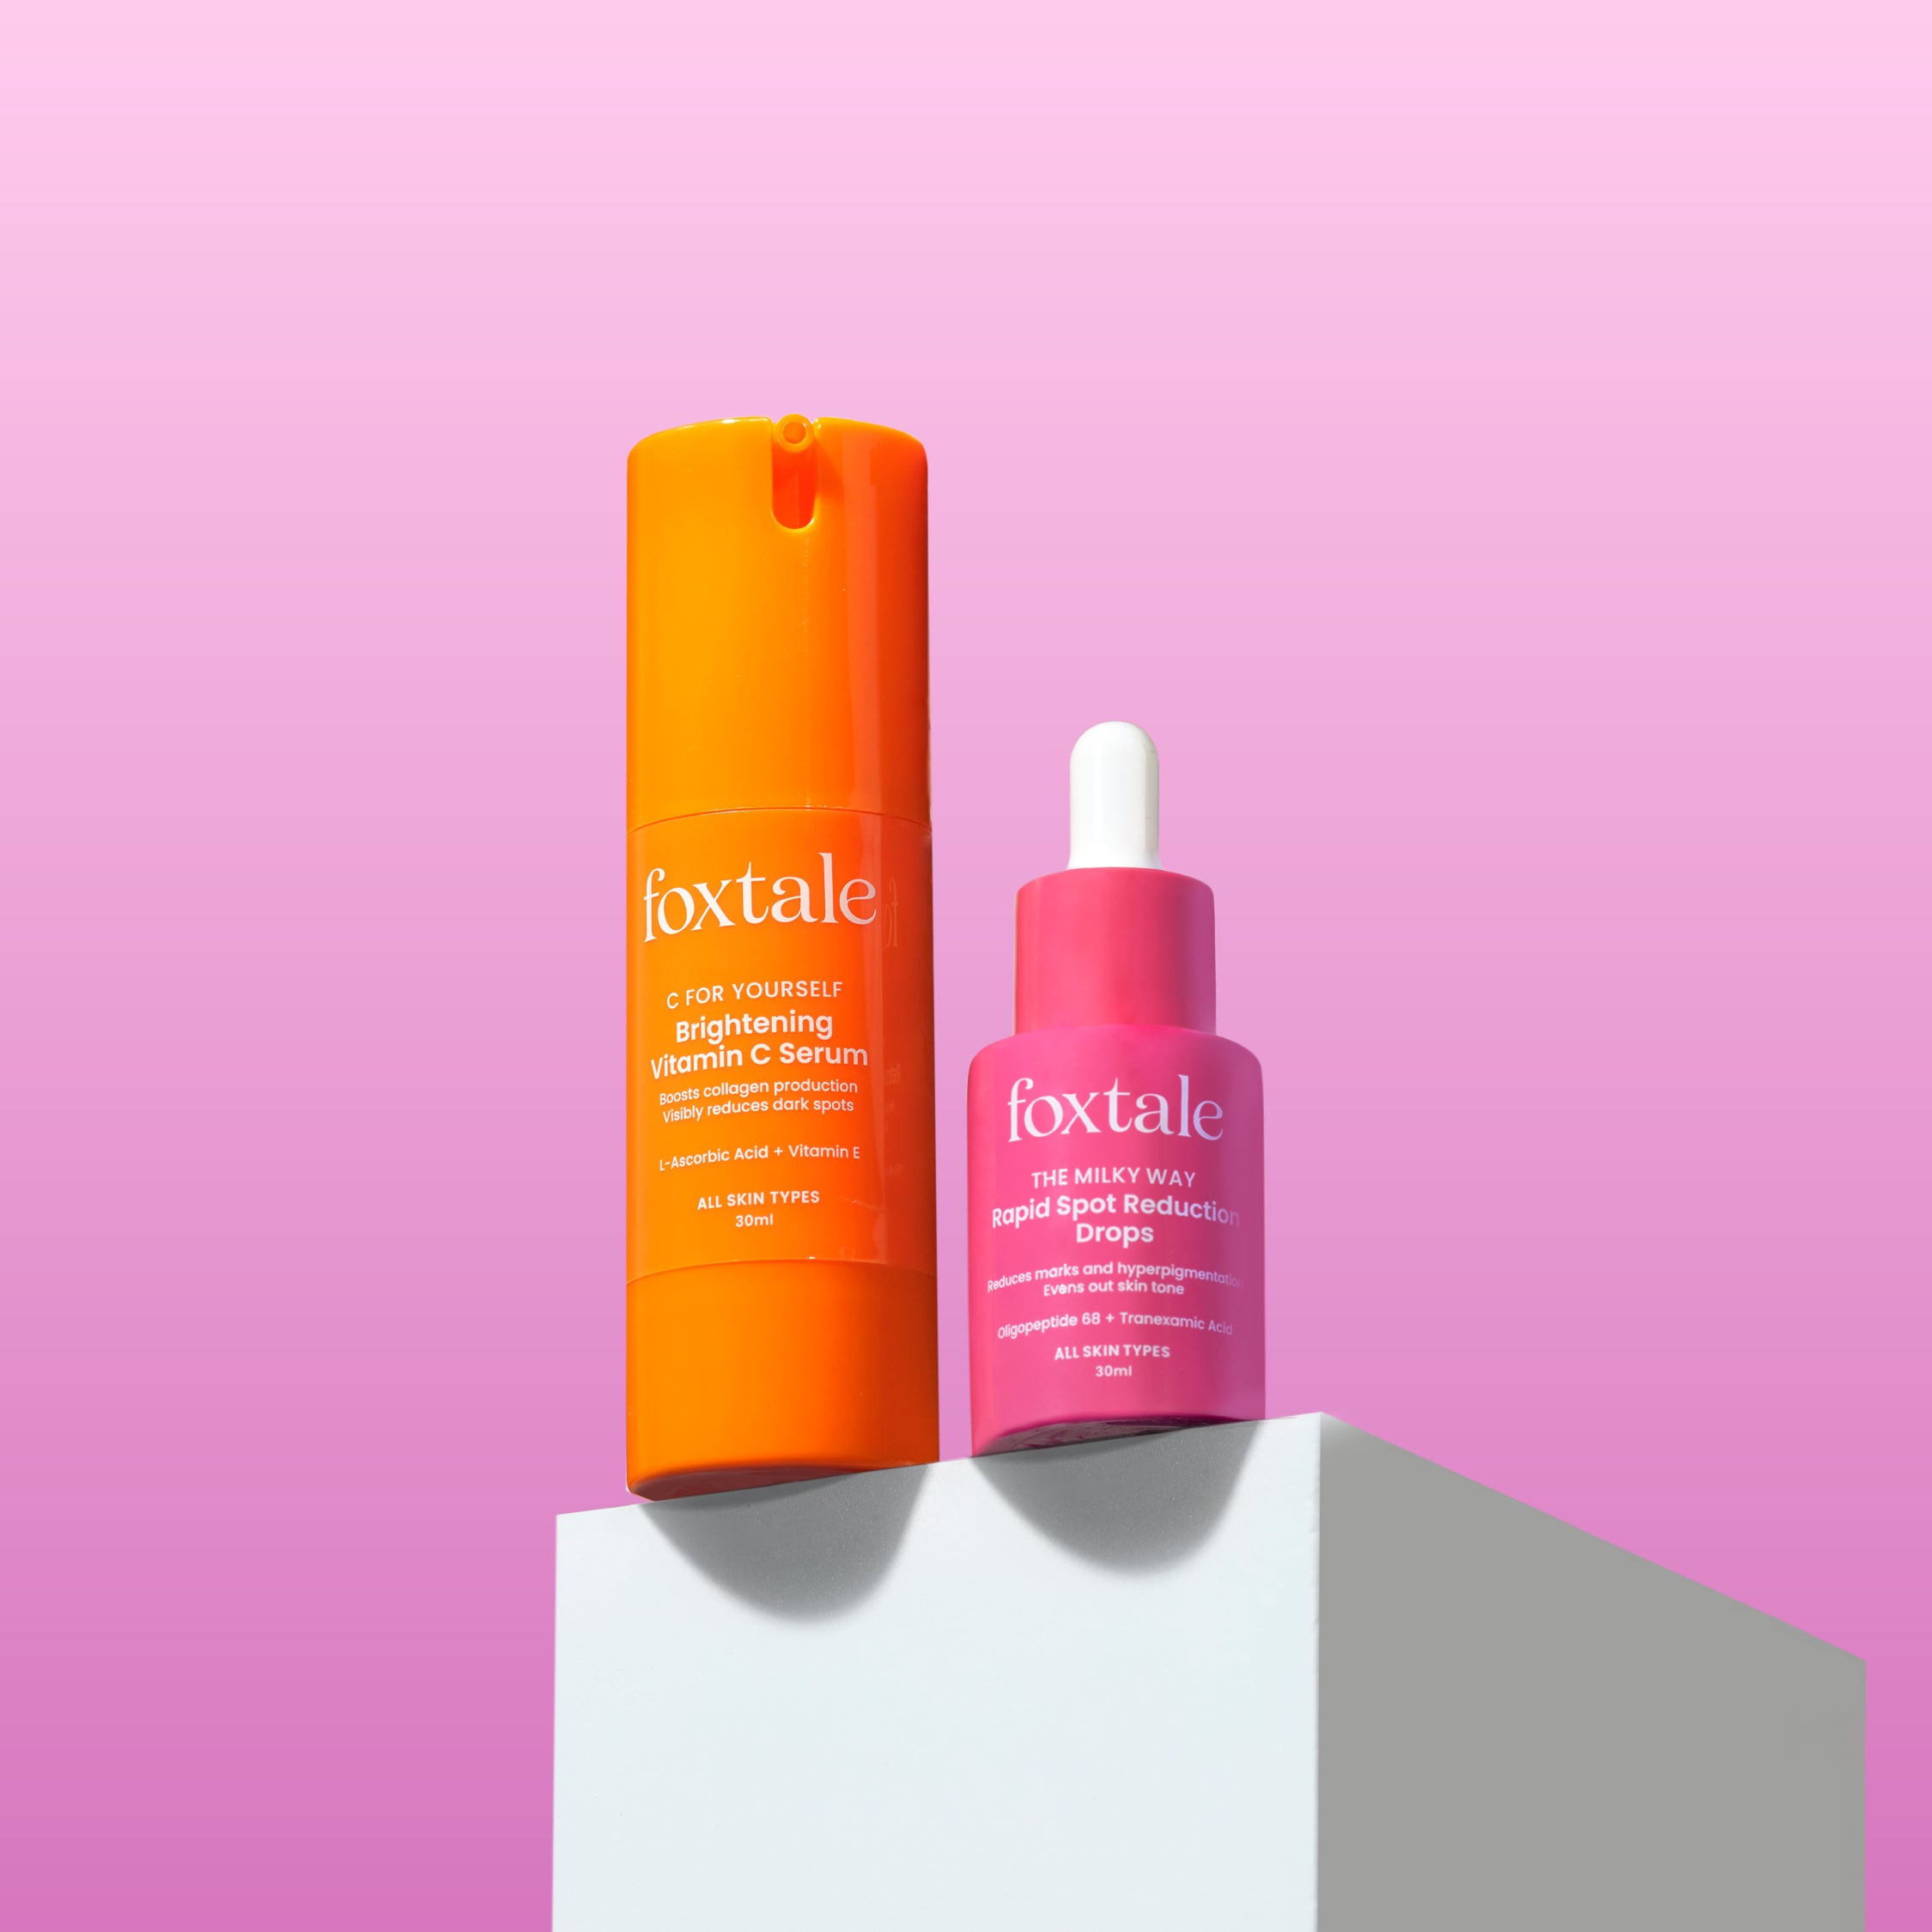 foxtale
C FOR YOURSELF
Brightening
Vitamin C Serum
Boosts collagen production
Visibly reduces dark spots
L-Ascorbic Acid + Vitamin E
ALL SKIN TYPES
30ml
foxtale
THE MILKY WAY
Rapid Spot Reduction
Drops
Reduces marks and hyperpigmentation
Evens out skin tone
Oligopeptide 68 + Tranexamic Acid
ALL SKIN TYPES
30ml